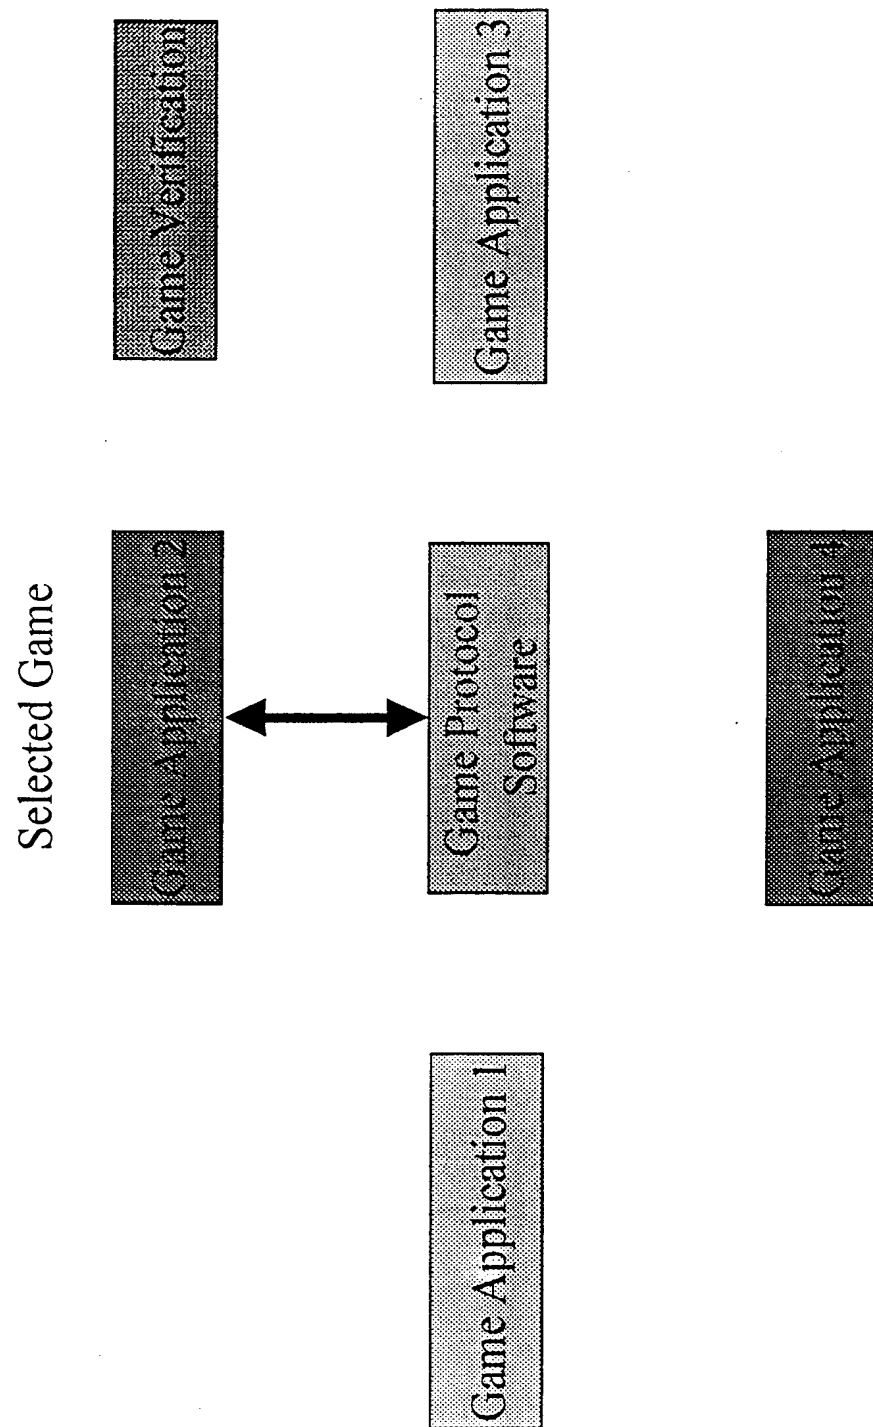 Selected Game
Game Application 2
Game Verification
Game Application 1
Game Protocol
Software
Game Application 3
Game Application 4